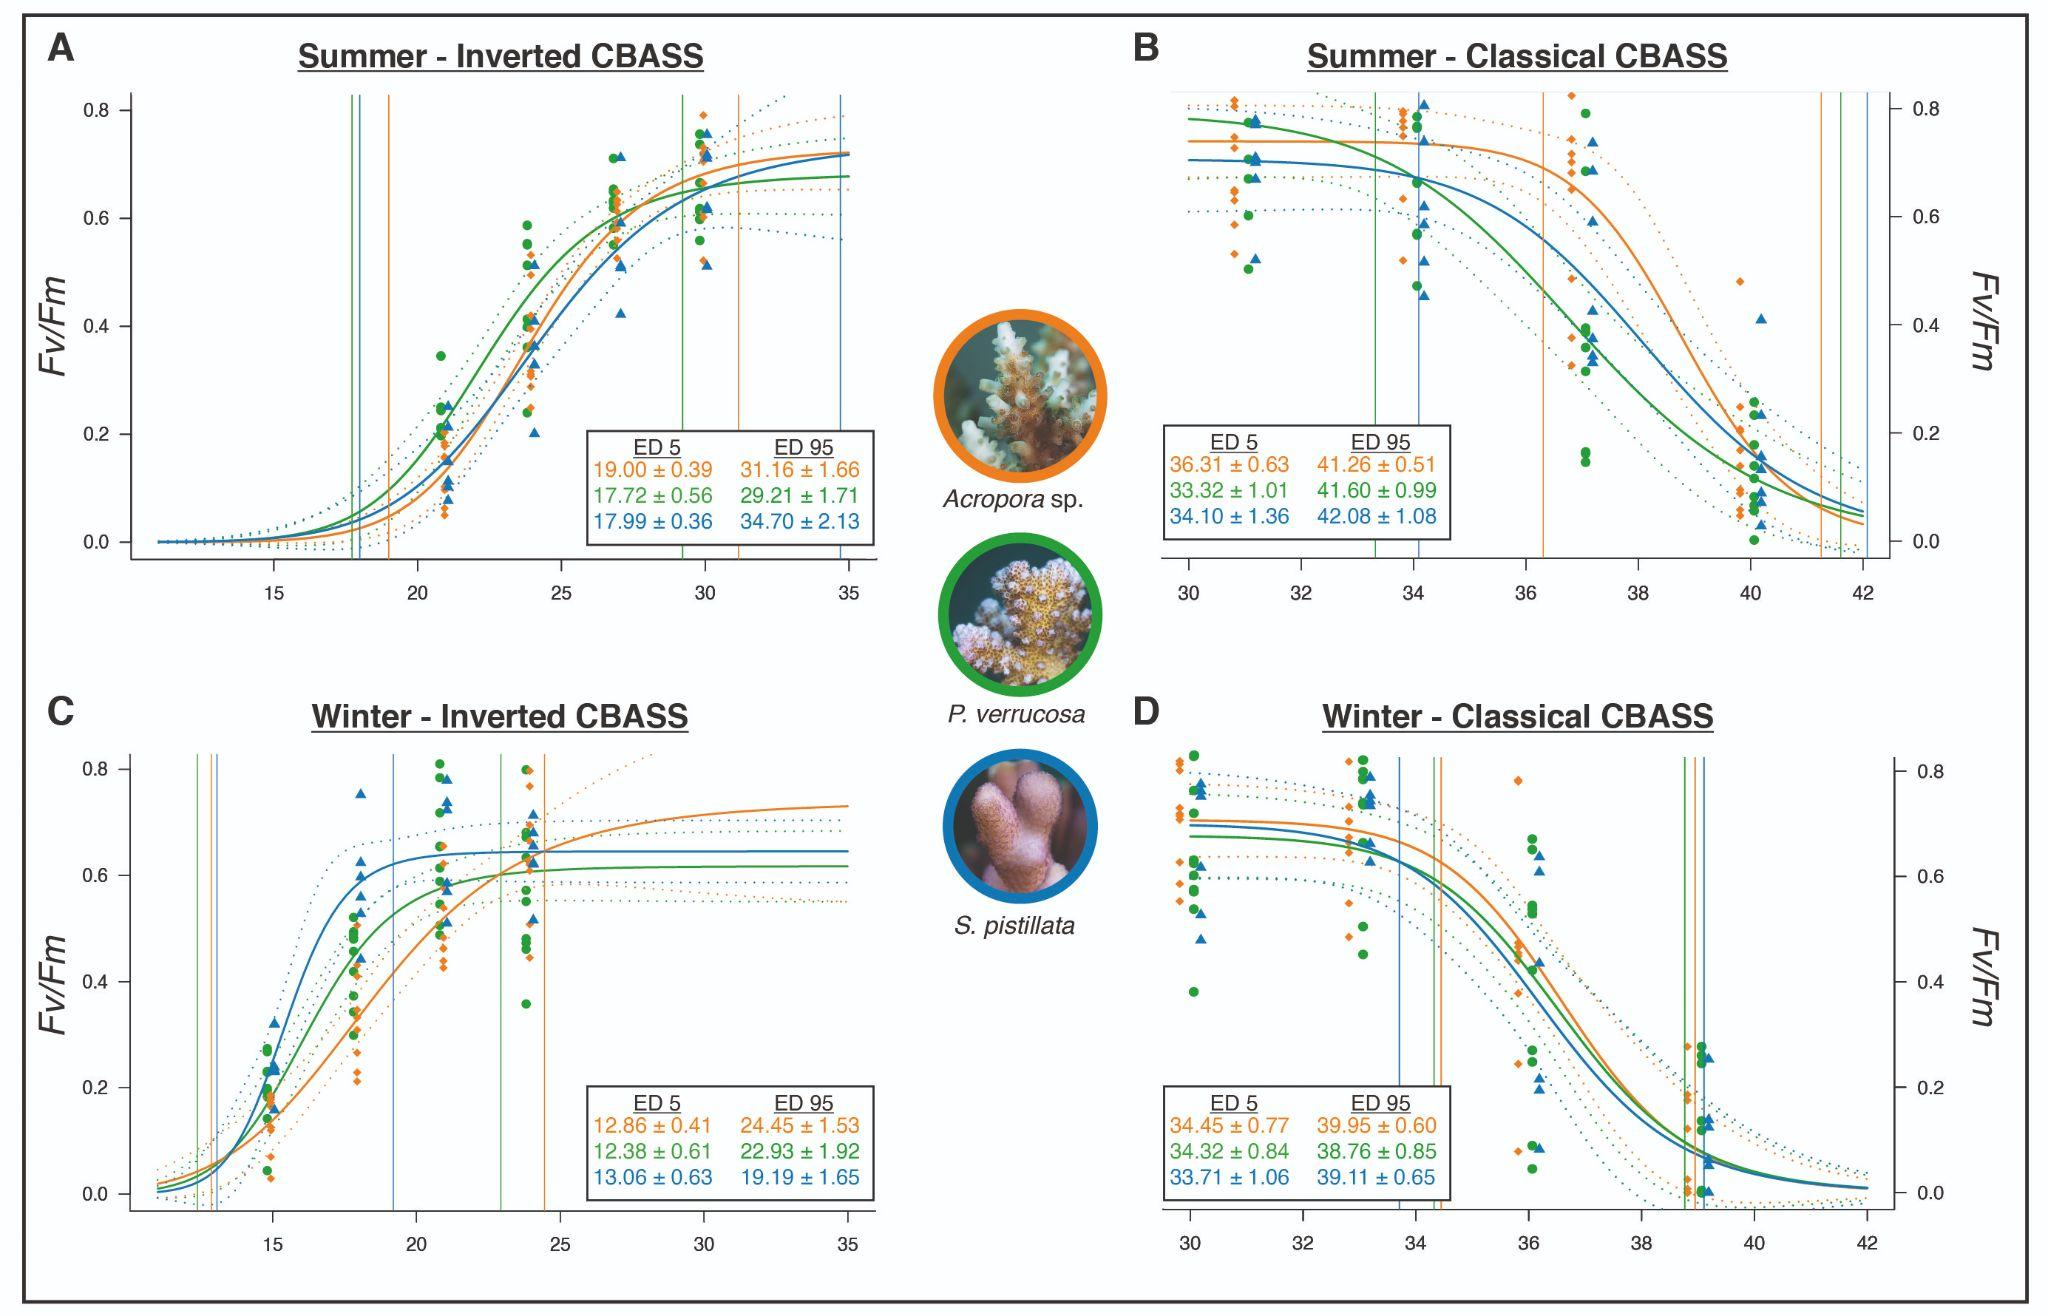 A
Summer - Inverted CBASS
Fv/Fm
0.8
0.6
0.4
0.2
0.0
15 20 25 30 35
ED 5 ED 95
19.00 ± 0.39 31.16 ± 1.66
17.72 ± 0.56 29.21 ± 1.71
17.99 ± 0.36 34.70 ± 2.13
B
Summer - Classical CBASS
0.8
0.6
0.4
0.2
0.0
Fv/Fm
30 32 34 36 38 40 42
ED 5 ED 95
36.31 ± 0.63 41.26 ± 0.51
33.32 ± 1.01 41.60 ± 0.99
34.10 ± 1.36 42.08 ± 1.08
Acropora sp.
P. verrucosa
S. pistillata
C
Winter - Inverted CBASS
Fv/Fm
0.8
0.6
0.4
0.2
0.0
15 20 25 30 35
ED 5 ED 95
12.86 ± 0.41 24.45 ± 1.53
12.38 ± 0.61 22.93 ± 1.92
13.06 ± 0.63 19.19 ± 1.65
D
Winter - Classical CBASS
0.8
0.6
0.4
0.2
0.0
Fv/Fm
30 32 34 36 38 40 42
ED 5 ED 95
34.45 ± 0.77 39.95 ± 0.60
34.32 ± 0.84 38.76 ± 0.85
33.71 ± 1.06 39.11 ± 0.65